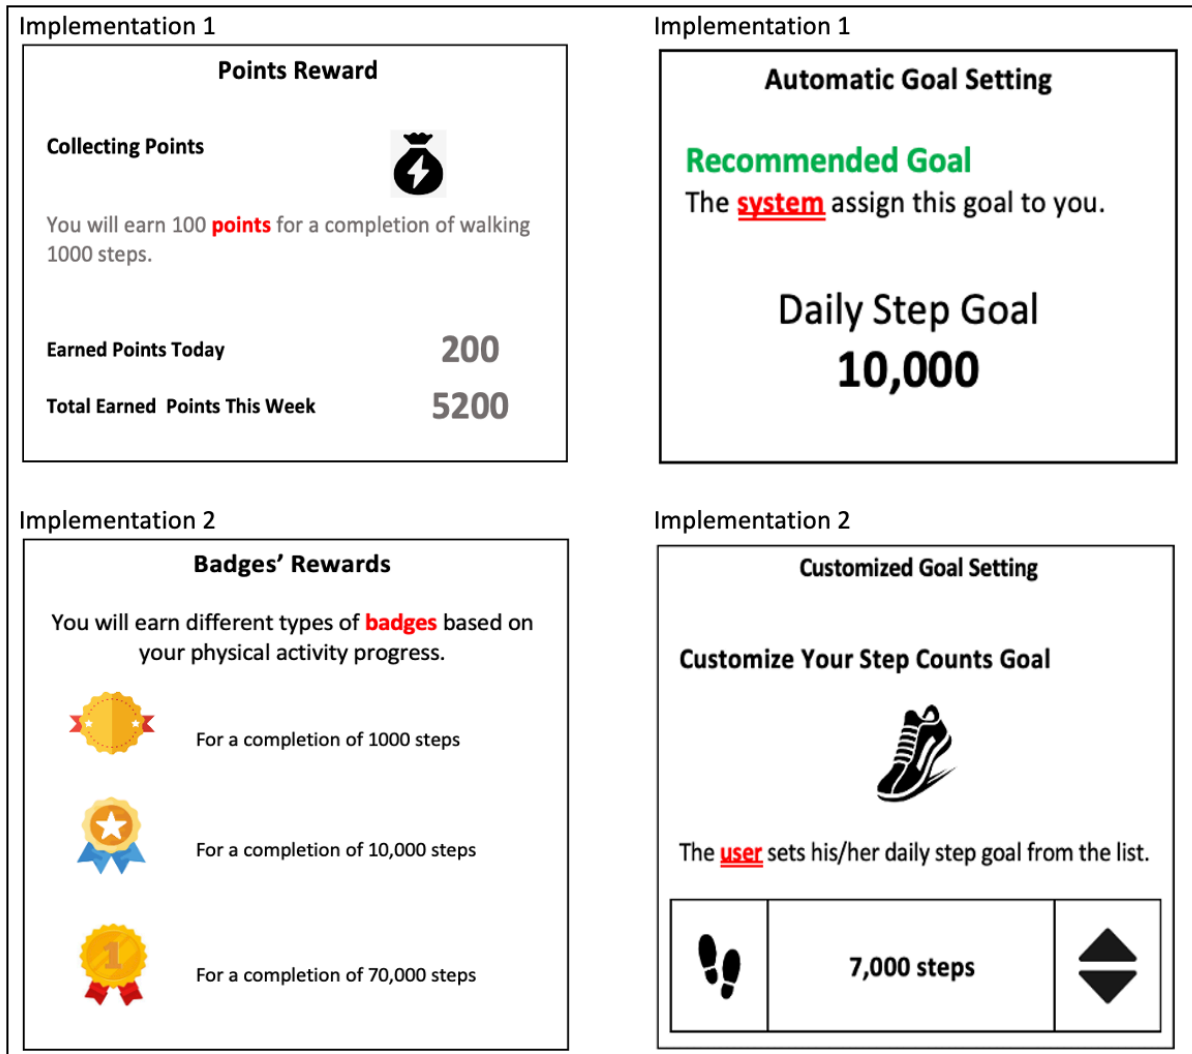 Implementation 1
Points Reward
Collecting Points
You will earn 100 points for a completion of walking
1000 steps.
Earned Points Today
200
Total Earned Points This Week
5200
Implementation 1
Automatic Goal Setting
Recommended Goal
The system assign this goal to you.
Daily Step Goal
10,000
Implementation 2
Badges’ Rewards
You will earn different types of badges based on
your physical activity progress.
For a completion of 1000 steps
For a completion of 10,000 steps
1
For a completion of 70,000 steps
Implementation 2
Customized Goal Setting
Customize Your Step Counts Goal
The user sets his/her daily step goal from the list.
7,000 steps